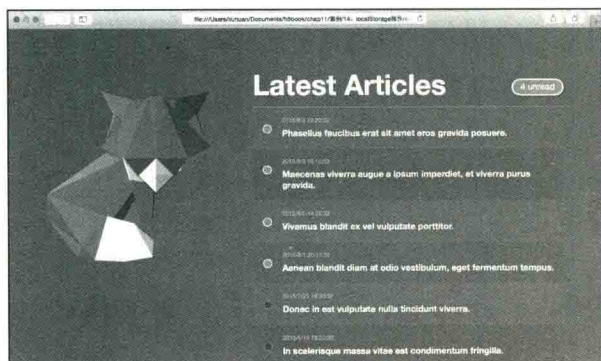 Latest Articles
4 unread
Phasellus faucibus erat sit amet eros gravida posuere.
Maecenas viverra augue a ipsum imperdiet, et viverra purus
gravida.
Vivamus blandit ex vel vulputate porttitor.
Aenean blandit diam at odio vestibulum, eget fermentum tempus.
Donec in est vulputate nulla tincidunt viverra.
In scelerisque massa vitae est condimentum fringilla.